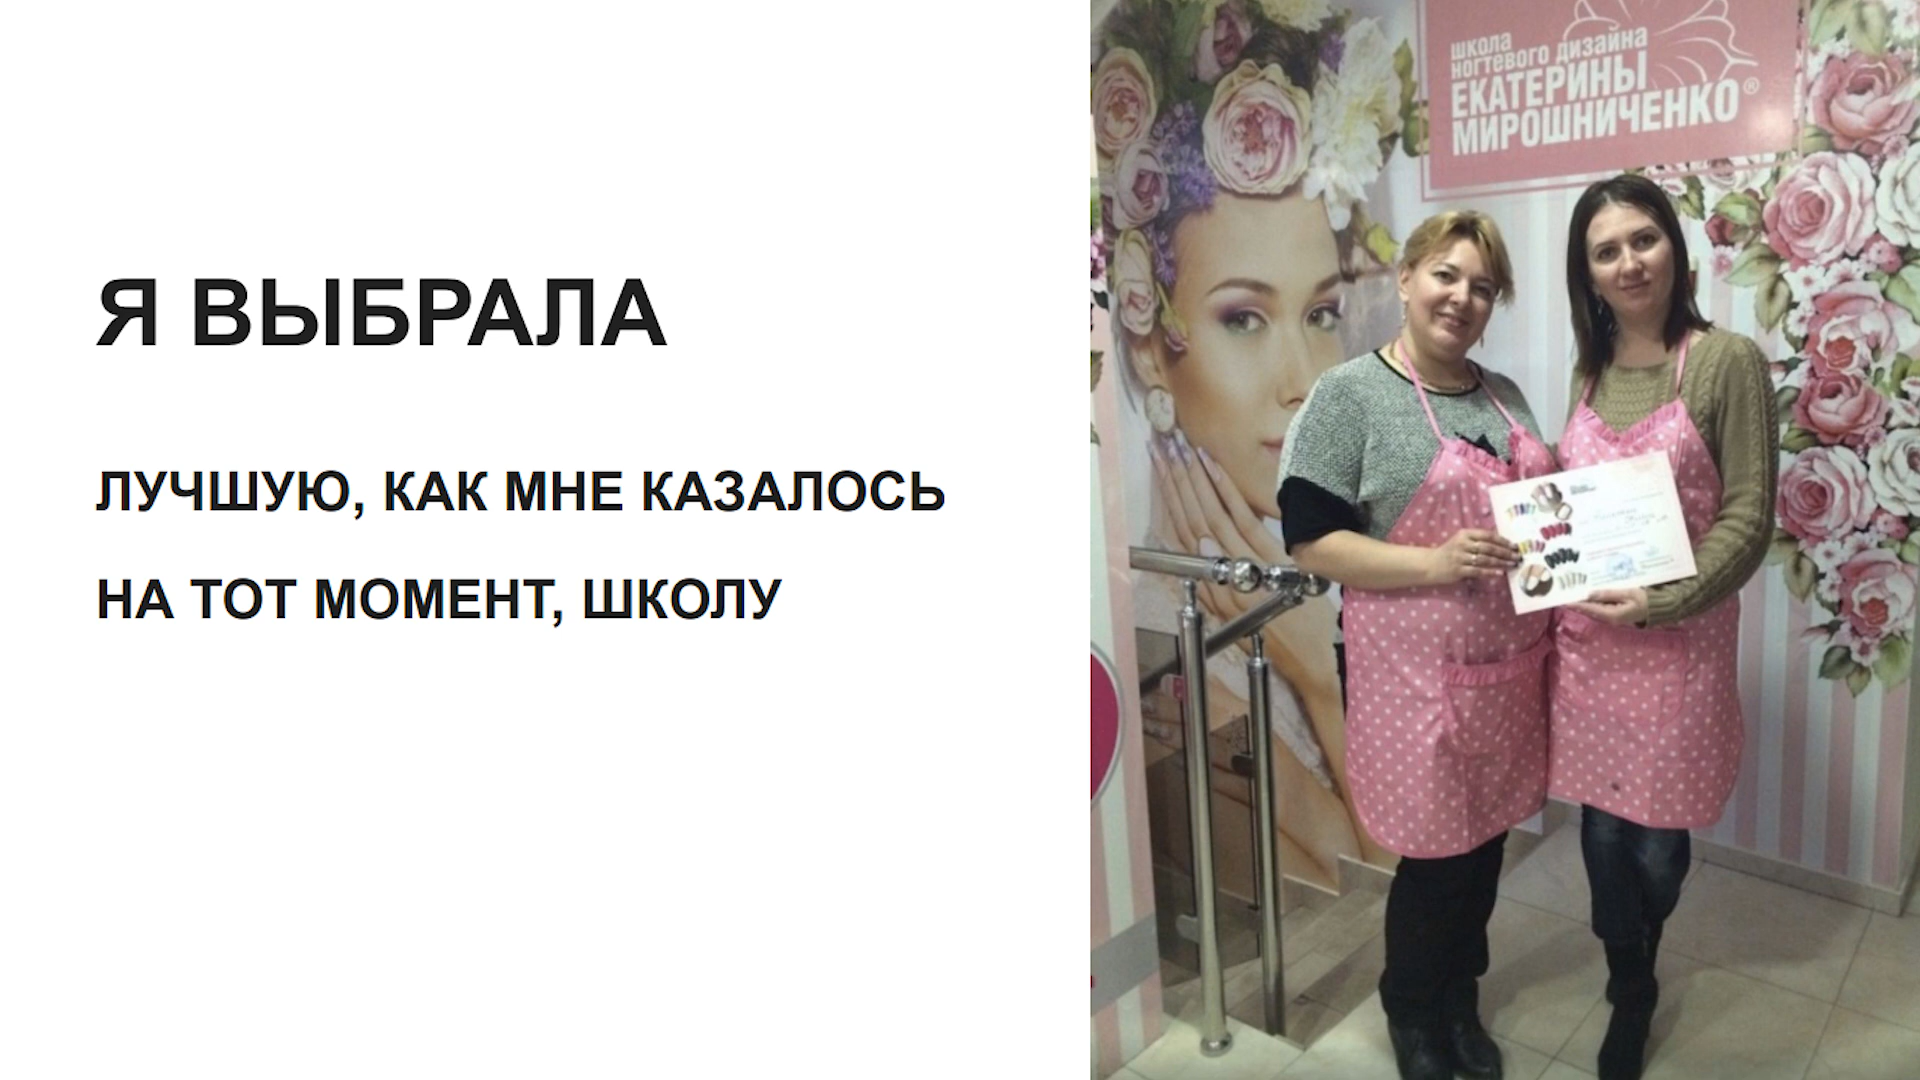 Я ВЫБРАЛА
ЛУЧШУЮ, КАК МНЕ КАЗАЛОСЬ
НА ТОТ МОМЕНТ, ШКОЛУ
школа
ногтевого дизайна
ЕКАТЕРИНЫ
МИРОШНИЧЕНКО®